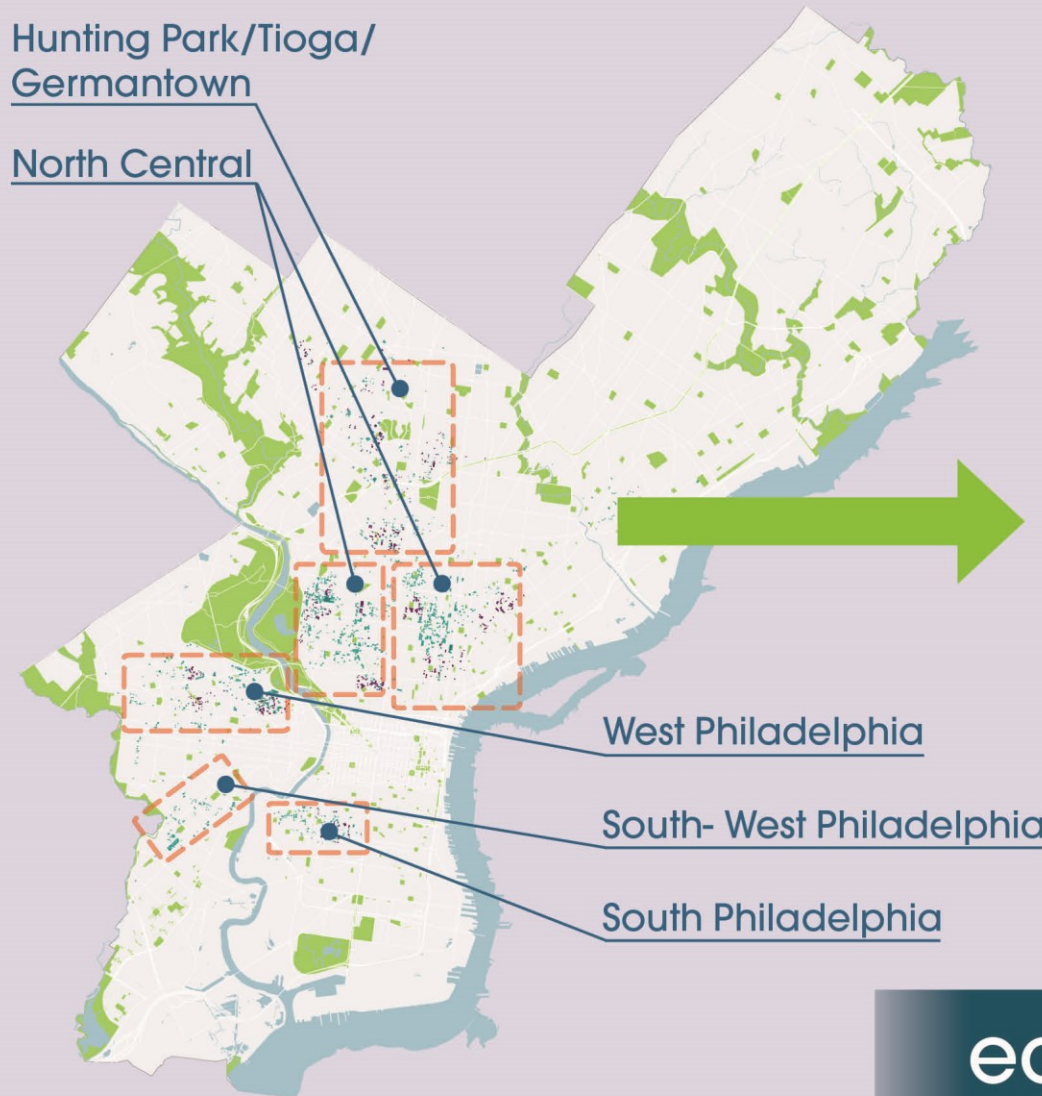 Hunting Park/Tioga/
Germantown
North Central
West Philadelphia
South- West Philadelphia
South Philadelphia